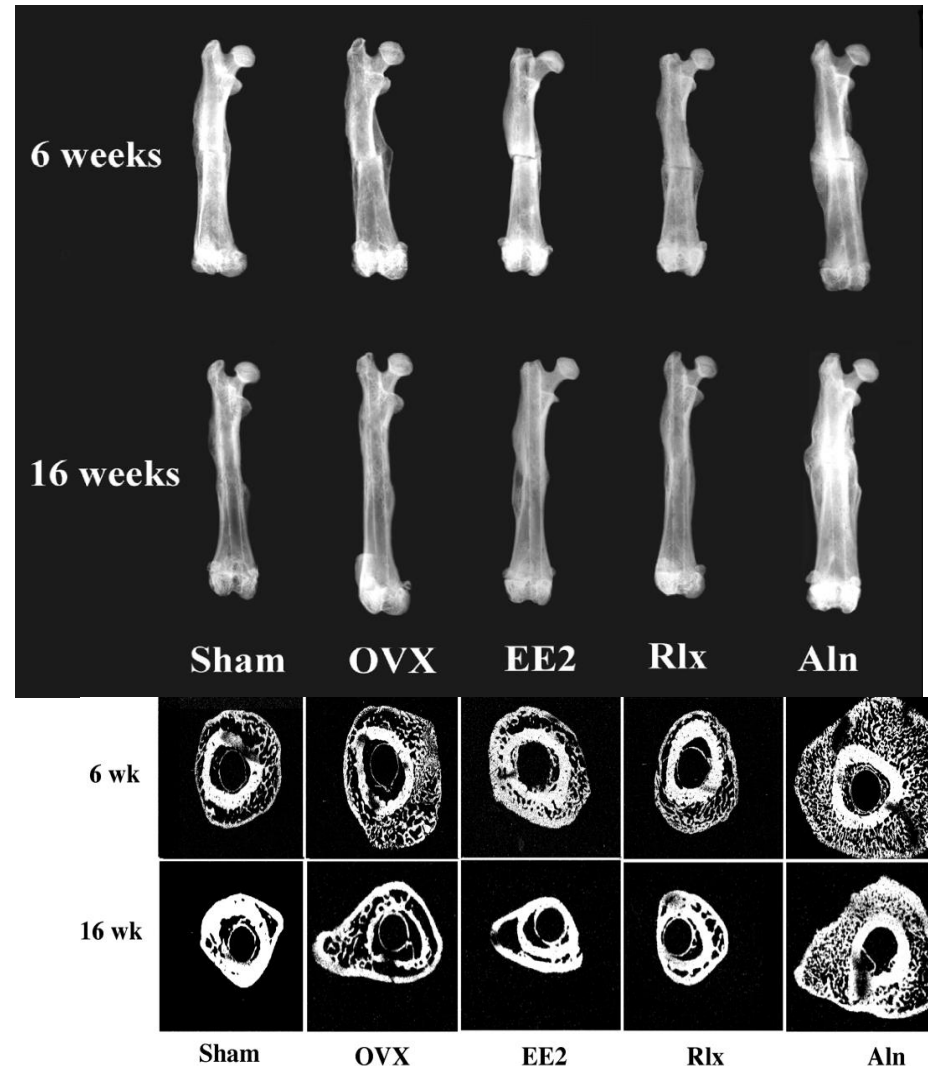 6 weeks
16 weeks
Sham OVX EE2 Rlx Aln
6 wk
16 wk
Sham OVX EE2 Rlx Aln